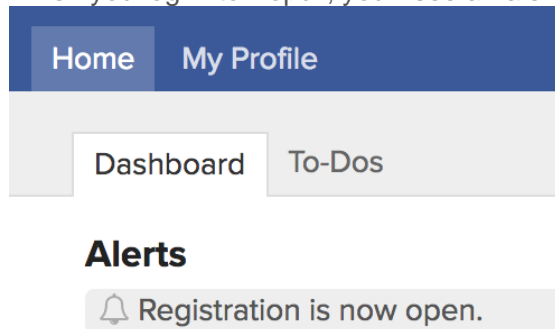 Home My Profile
Dashboard To-Dos
Alerts
Registration is now open.